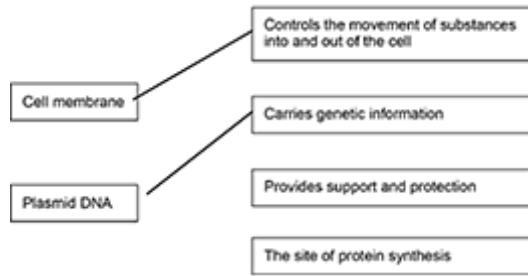 Controls the movement of substances
into and out of the cell
Cell membrane
Carries genetic information
Plasmid DNA
Provides support and protection
The site of protein synthesis